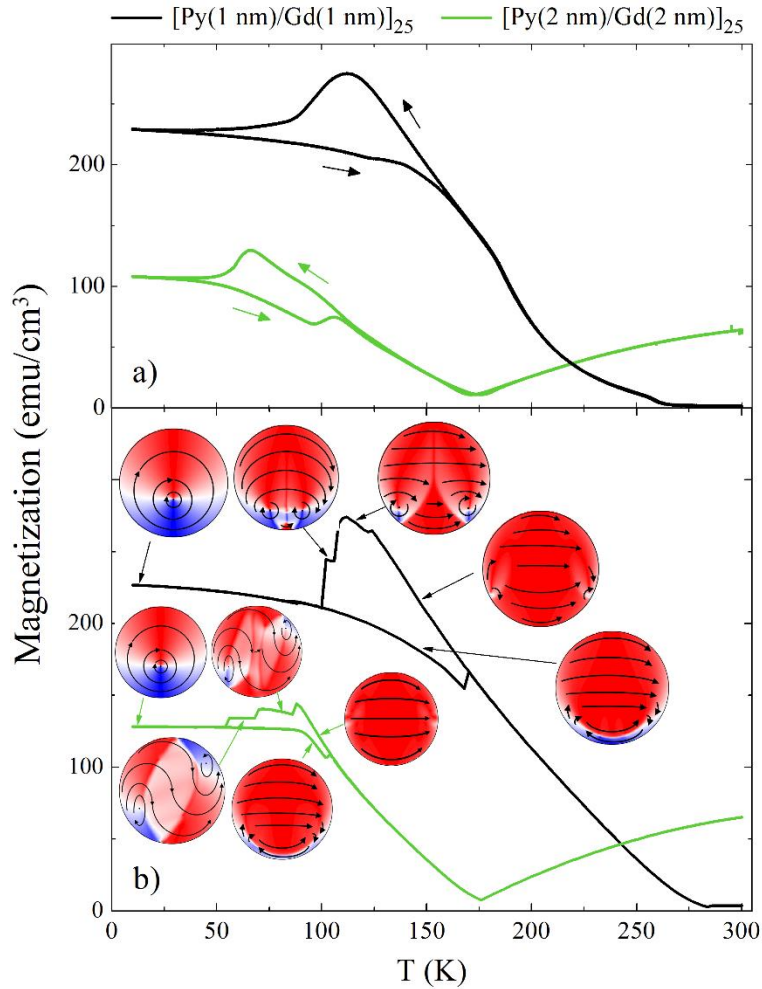 [Py(1 nm)/Gd(1 nm)]25 [Py(2 nm)/Gd(2 nm)]25
200
100
0
a)
Magnetization (emu/cm³)
200
100
0
b)
0 50 100 150 200 250 300
T (K)